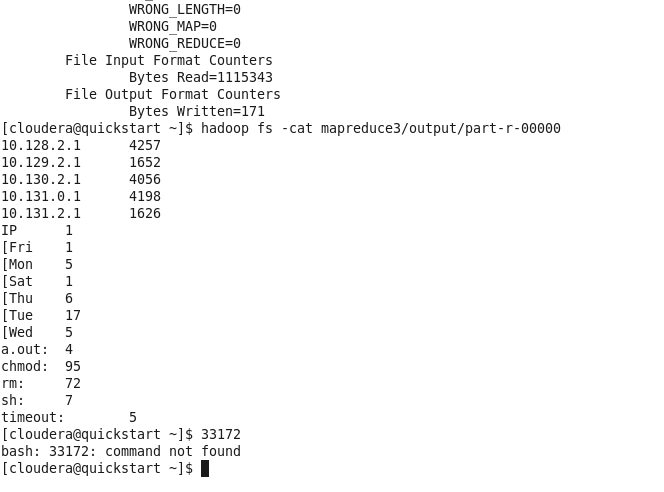 WRONG_LENGTH=0
WRONG_MAP=0
WRONG_REDUCE=0
File Input Format Counters
Bytes Read=1115343
File Output Format Counters
Bytes Written=171
[cloudera@quickstart ~]$ hadoop fs -cat mapreduce3/output/part-r-00000
10.128.2.1 4257
10.129.2.1 1652
10.130.2.1 4056
10.131.0.1 4198
10.131.2.1 1626
IP 1
[Fri 1
[Mon 5
[Sat 1
[Thu 6
[Tue 17
[Wed 5
a.out: 4
chmod: 95
rm: 72
sh: 7
timeout: 5
[cloudera@quickstart ~]$ 33172
bash: 33172: command not found
[cloudera@quickstart ~]$